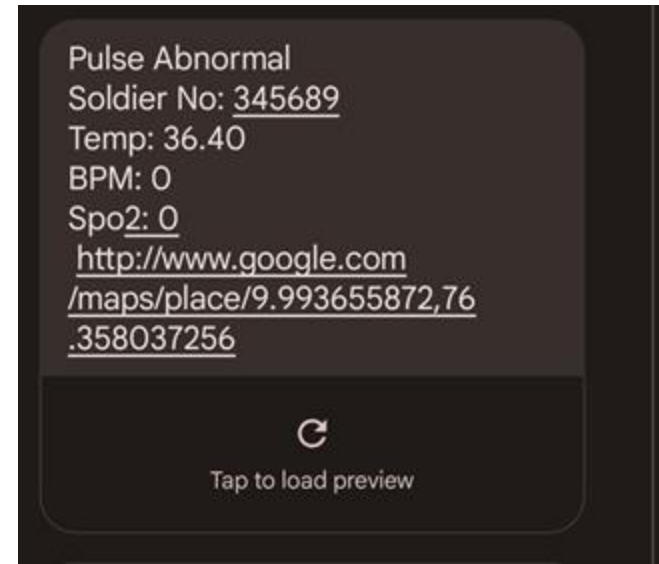 Pulse Abnormal
Soldier No: 345689
Temp: 36.40
BPM: 0
Spo2: 0
http://www.google.com
/maps/place/9.993655872,76
.358037256
Tap to load preview